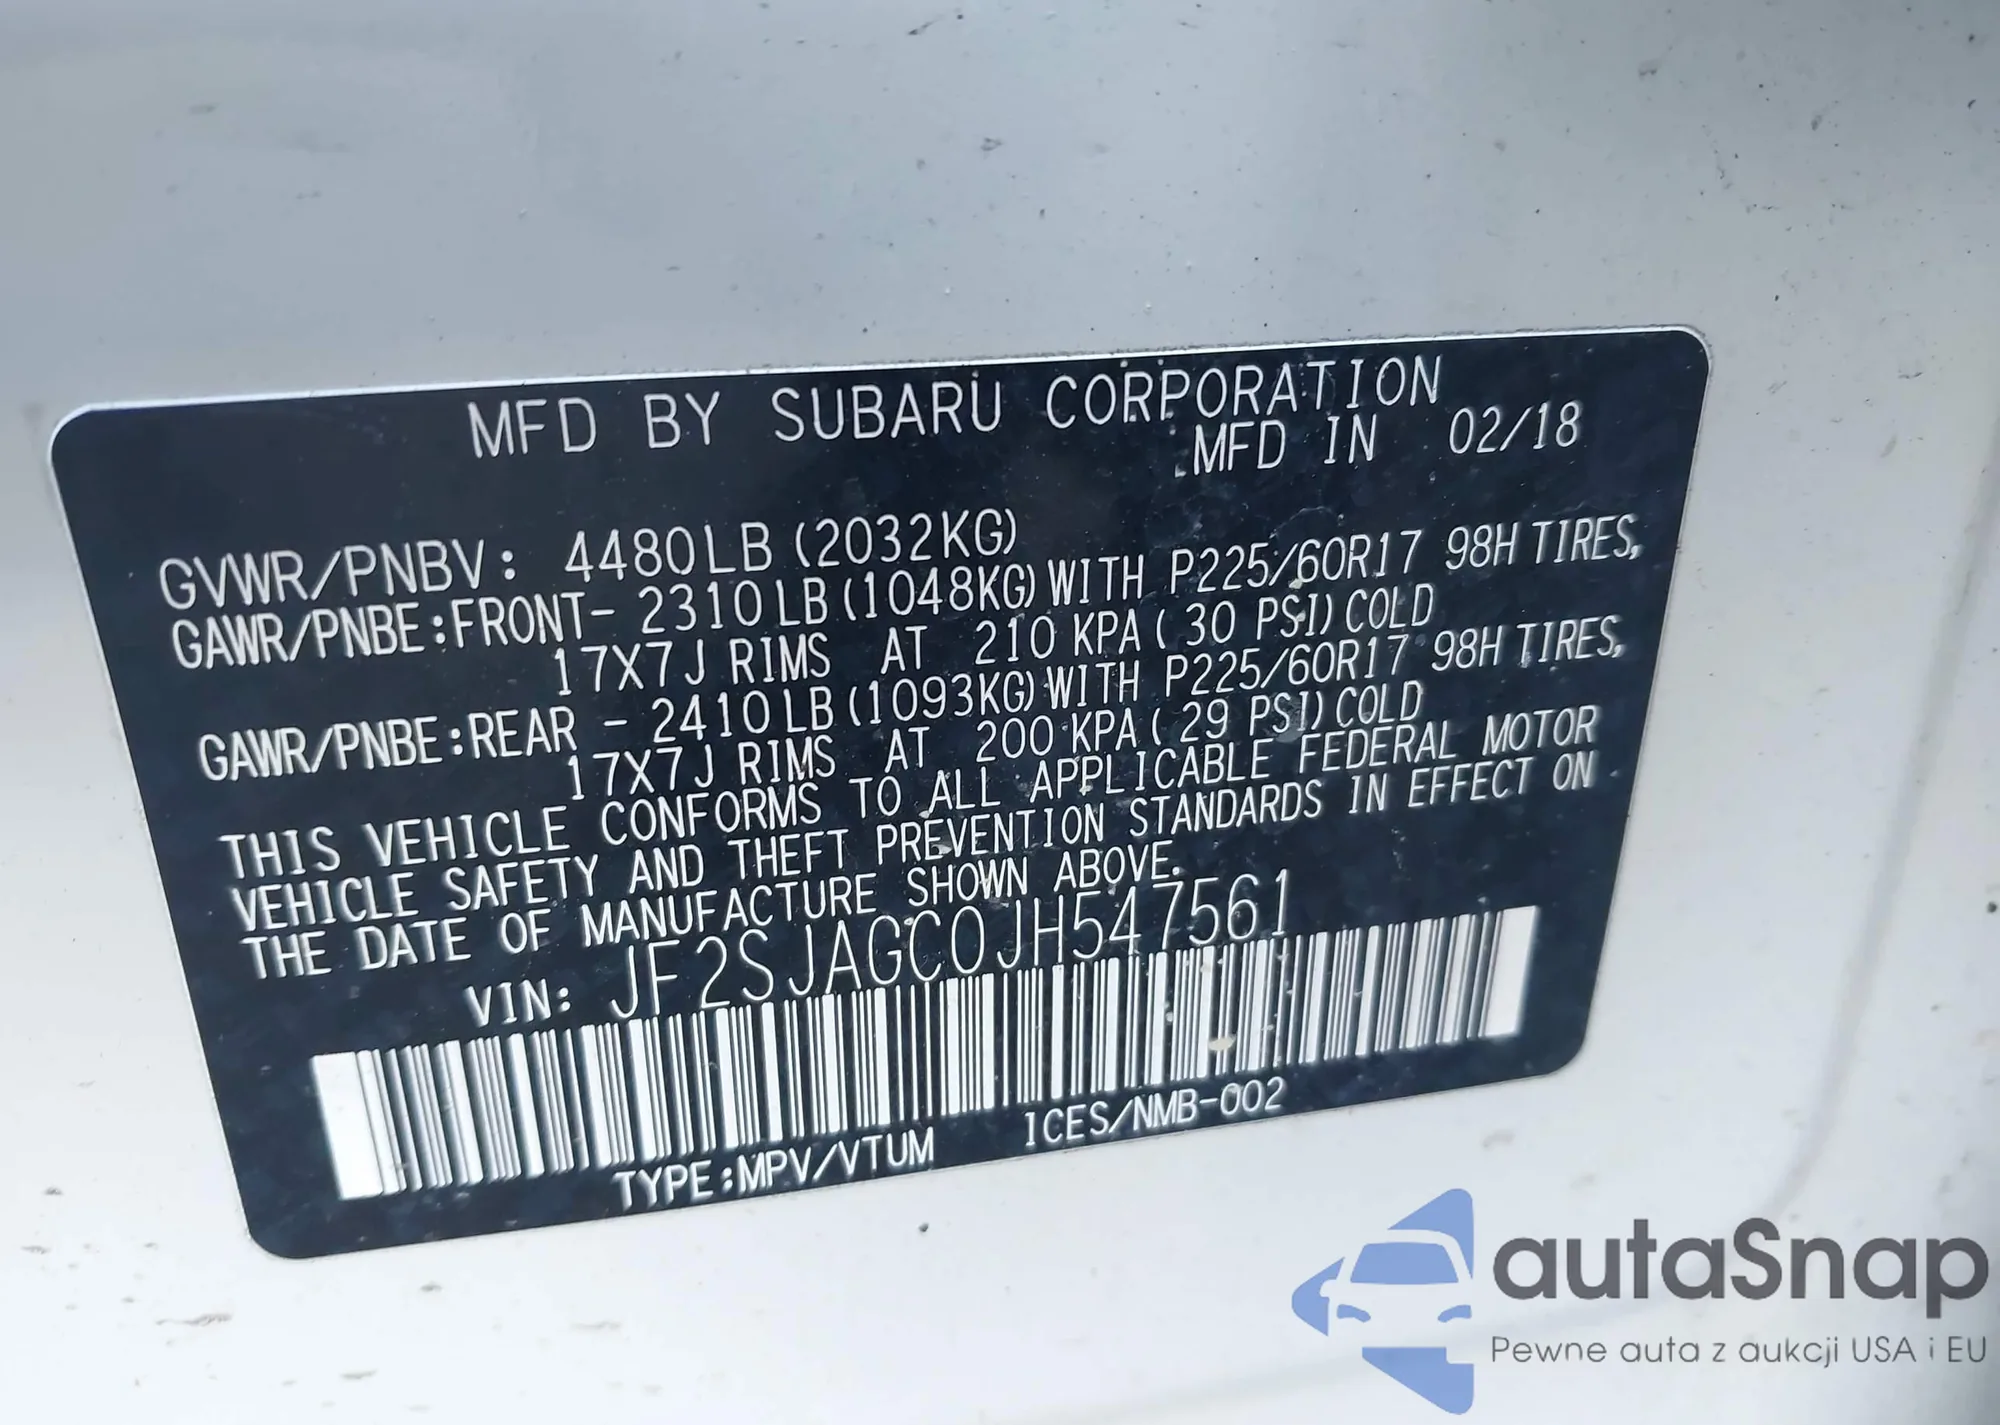 MFD BY SUBARU CORPORATION
MFD IN 02/18
GVWR/PNBV: 4480LB (2032KG)
GAWR/PNBE:FRONT- 2310LB(1048KG)WITH P225/60R17 98H TIRES,
17X7J RIMS AT 210 KPA( 30 PSI)COLD
GAWR/PNBE:REAR - 2410LB(1093KG)WITH P225/60R17 98H TIRES,
17X7J RIMS AT 200 KPA( 29 PSI)COLD
THIS VEHICLE CONFORMS TO ALL APPLICABLE FEDERAL MOTOR
VEHICLE SAFETY AND THEFT PREVENTION STANDARDS IN EFFECT ON
THE DATE OF MANUFACTURE SHOWN ABOVE.
VIN: JF2SJAGC0JH547561
TYPE:MPV/VTUM ICES/NMB-002
autaSnap
Pewne auta z aukcji USA i EU